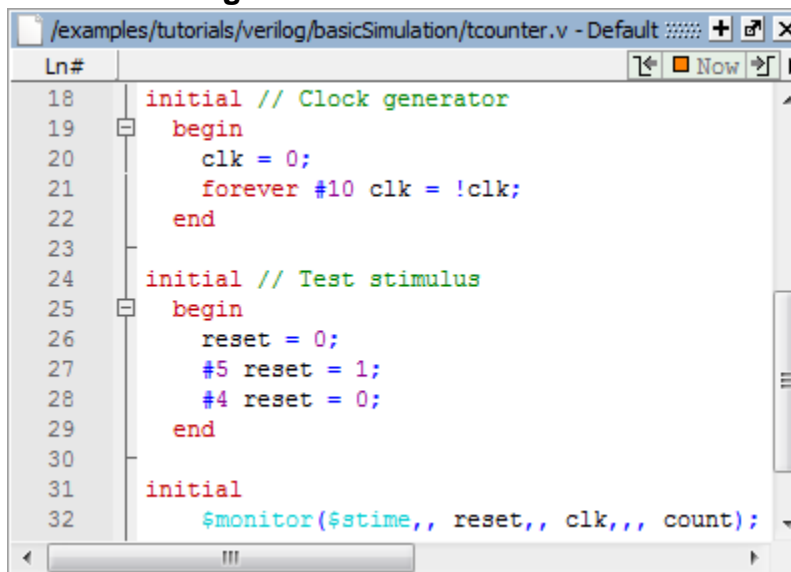 /examples/tutorials/verilog/basicSimulation/tcounter.v - Default
Ln#
Now
18 initial // Clock generator
19 begin
20 clk = 0;
21 forever #10 clk = !clk;
22 end
23
24 initial // Test stimulus
25 begin
26 reset = 0;
27 #5 reset = 1;
28 #4 reset = 0;
29 end
30
31 initial
32 $monitor($stime,, reset,, clk,,, count);